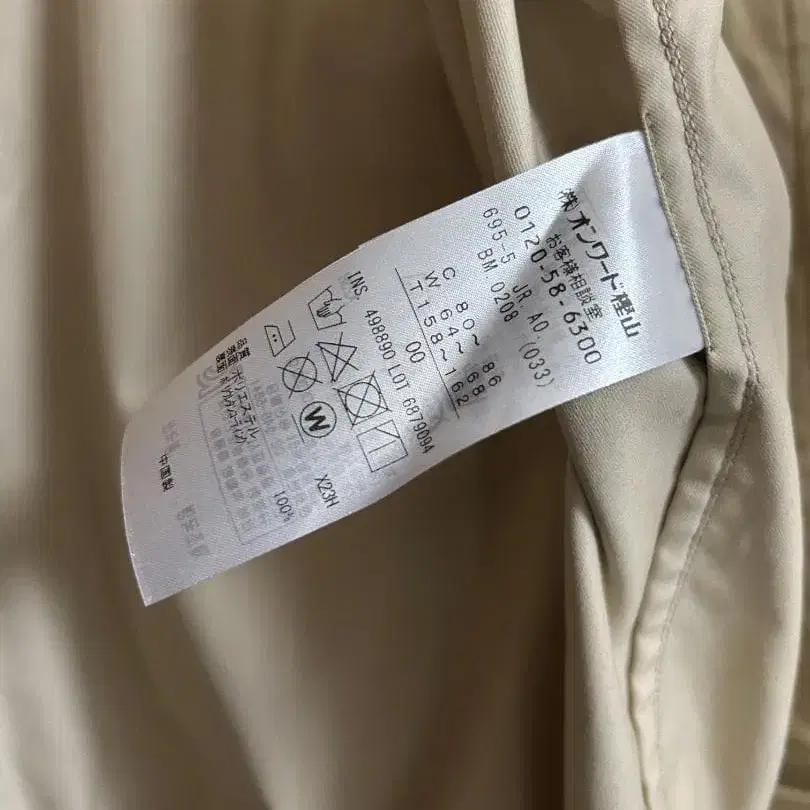 (株)オンワード樫山
お客様相談室
0120-58-6300
695-5 JR. AO. (033)
BM 0208
C 80~ 86
W 64~ 68
T158~162
00
INS. 498890 LOT 6879094
W
X23H
ポリエステル 100%
中国製